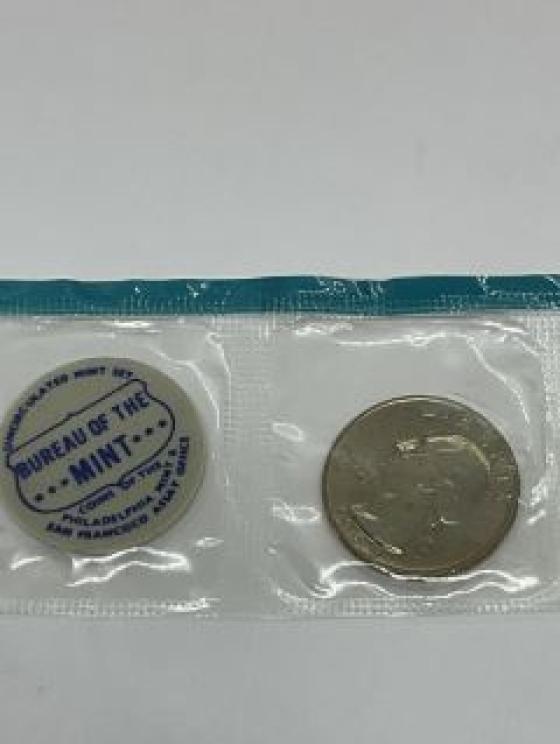 UNCIRCULATED MINT SET
BUREAU OF THE
MINT
COINS OF THE
PHILADELPHIA MINT &
SAN FRANCISCO ASSAY OFFICE